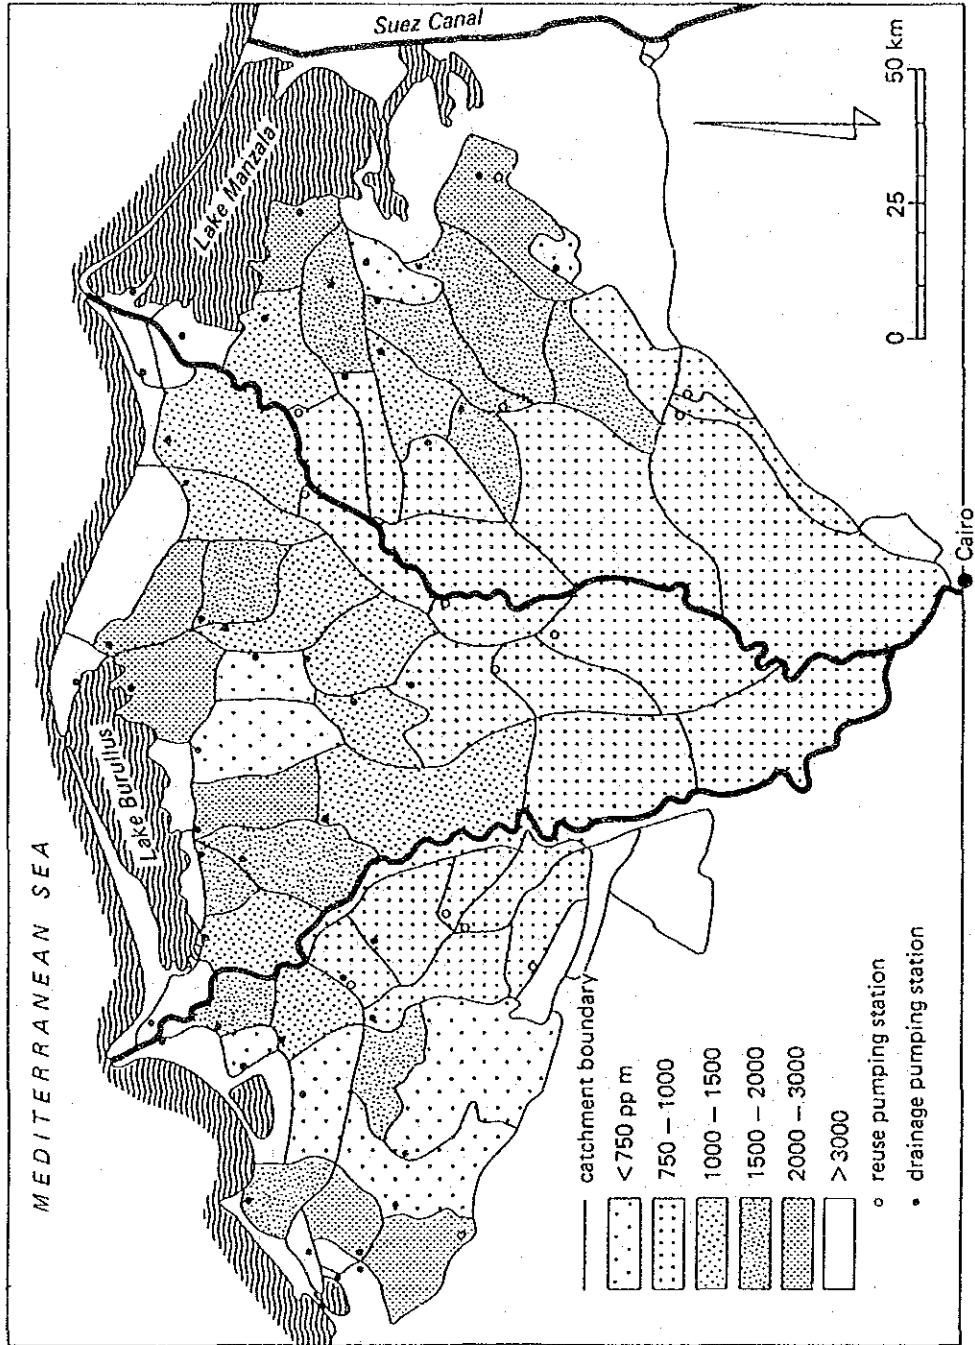 MEDITERRANEAN SEA
Lake Burullus
Lake Manzala
Suez Canal
Cairo
catchment boundary
<750 pp m
750 – 1000
1000 – 1500
1500 – 2000
2000 – 3000
>3000
reuse pumping station
drainage pumping station
0 25 50 km